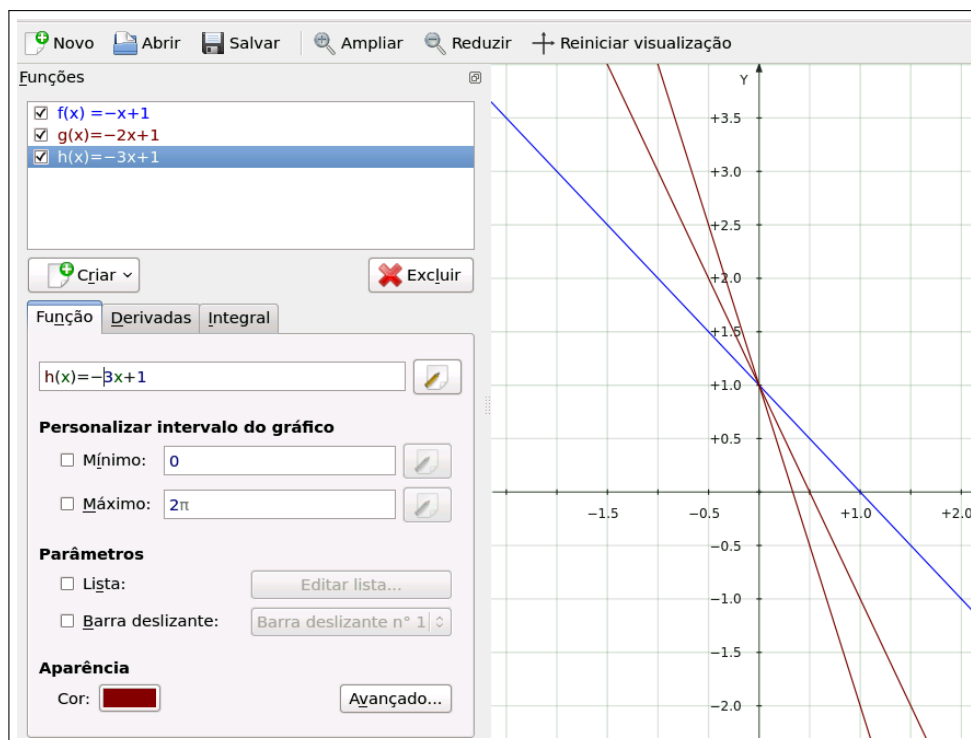 Novo Abrir Salvar Ampliar Reduzir Reiniciar visualização
Funções
f(x) =−x+1
g(x)=−2x+1
h(x)=−3x+1
Criar Excluir
Função Derivadas Integral
h(x)=−3x+1
Personalizar intervalo do gráfico
Mínimo: 0
Máximo: 2π
Parâmetros
Lista: Editar lista...
Barra deslizante: Barra deslizante n° 1
Aparência
Cor: Avançado...
Y
+3.5
+3.0
+2.5
+2.0
+1.5
+1.0
+0.5
−1.5 −0.5 +1.0 +2.0
−0.5
−1.0
−1.5
−2.0